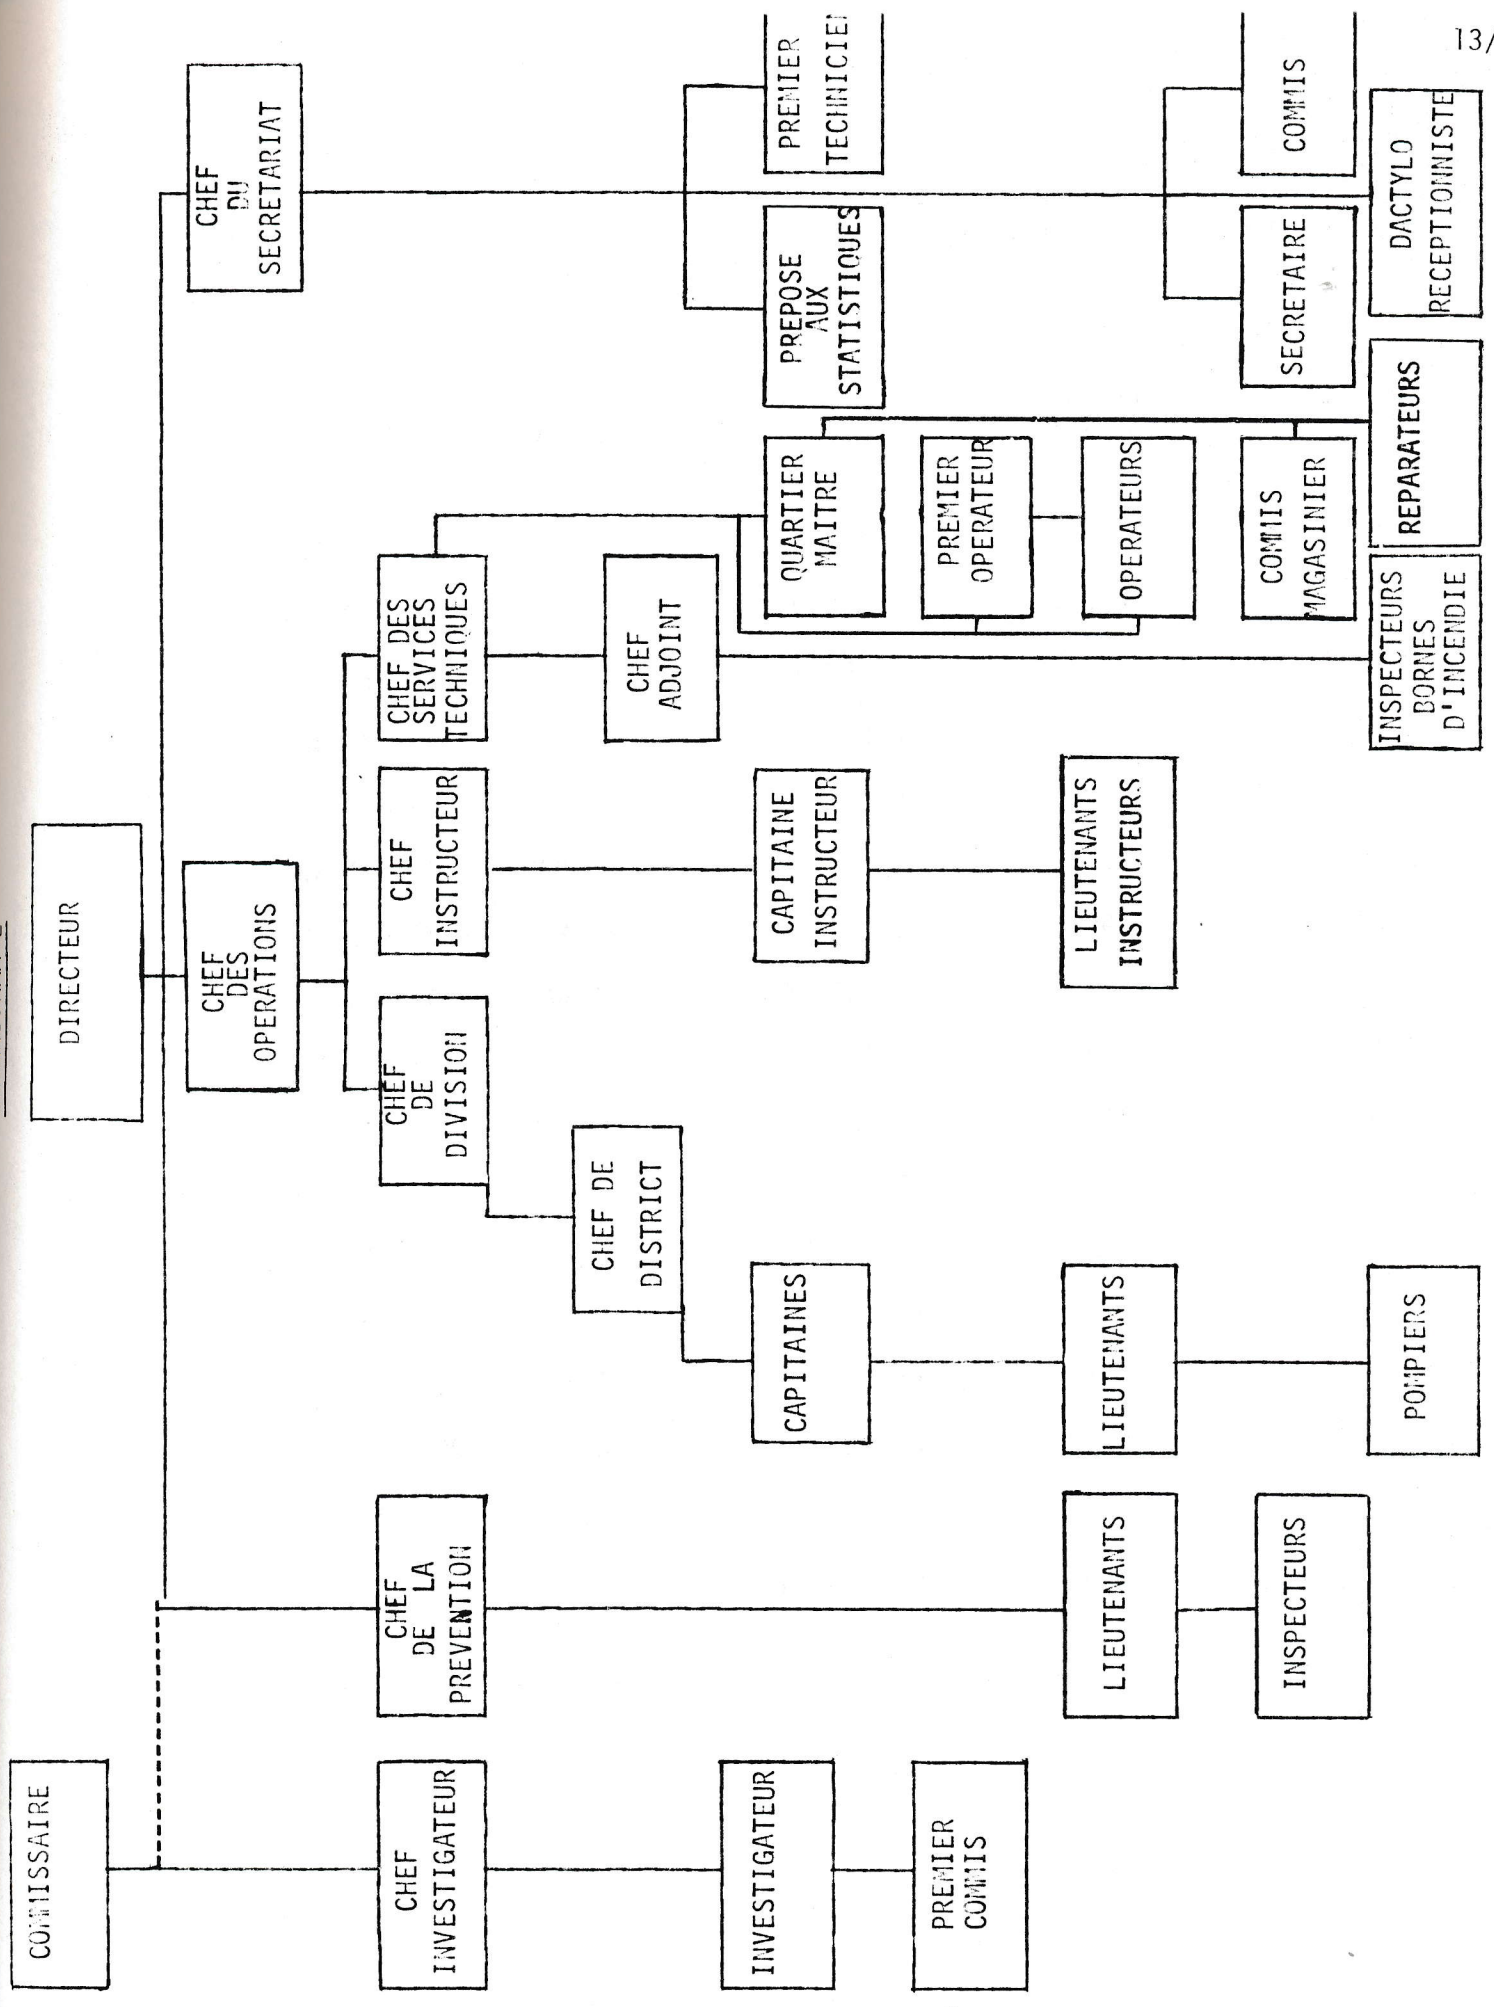 13/
COMMISSAIRE
DIRECTEUR
CHEF
DES
OPERATIONS
CHEF
DU
SECRETARIAT
CHEF
INVESTIGATEUR
CHEF
DE LA
PREVENTION
CHEF
DE
DIVISION
CHEF
INSTRUCTEUR
CHEF DES
SERVICES
TECHNIQUES
CHEF DE
DISTRICT
CHEF
ADJOINT
INVESTIGATEUR
CAPITAINES
CAPITAINE
INSTRUCTEUR
QUARTIER
MAITRE
PREPOSE
AUX
STATISTIQUES
PREMIER
TECHNICIE
PREMIER
COMMIS
PREMIER
OPERATEUR
LIEUTENANTS
LIEUTENANTS
LIEUTENANTS
INSTRUCTEURS
OPERATEURS
INSPECTEURS
COMMIS
MAGASINIER
SECRETAIRE
COMMIS
POMPIERS
INSPECTEURS
BORNES
D'INCENDIE
REPARATEURS
DACTYLO
RECEPTIONNISTE